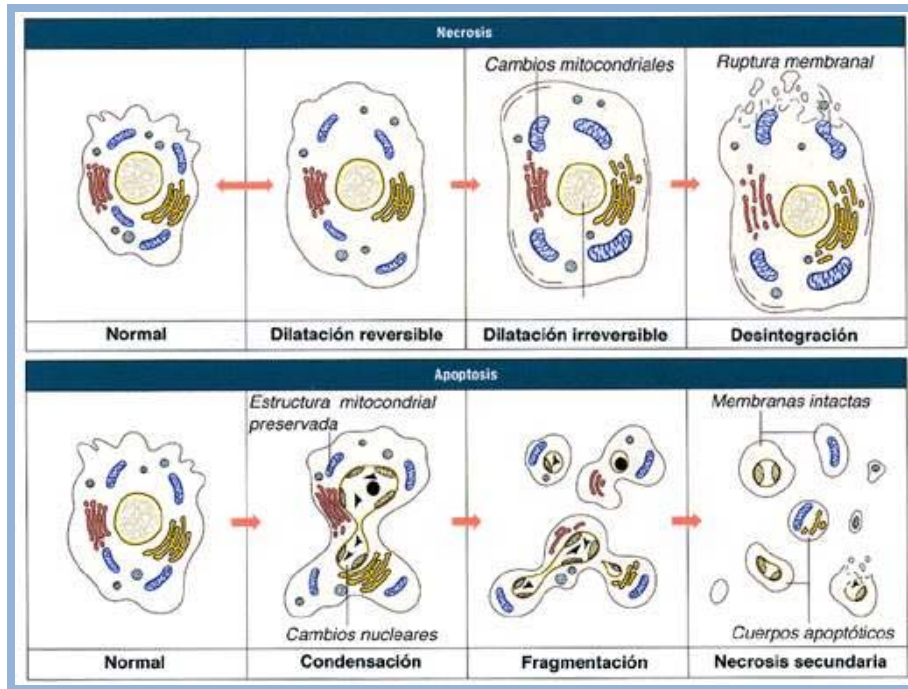 Necrosis
Cambios mitocondriales
Ruptura membranal
Normal
Dilatación reversible
Dilatación irreversible
Desintegración
Apoptosis
Estructura mitocondrial
preservada
Membranas intactas
Cambios nucleares
Cuerpos apoptóticos
Normal
Condensación
Fragmentación
Necrosis secundaria